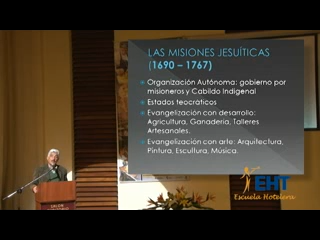 LAS MISIONES JESUÍTICAS
(1690 – 1767)
Organización Autónoma: gobierno por
misioneros y Cabildo Indigenal
Estados teocráticos
Evangelización con desarrollo:
Agricultura, Ganadería, Talleres
Artesanales.
Evangelización con arte: Arquitectura,
Pintura, Escultura, Música.
EHT
Escuela Hotelera